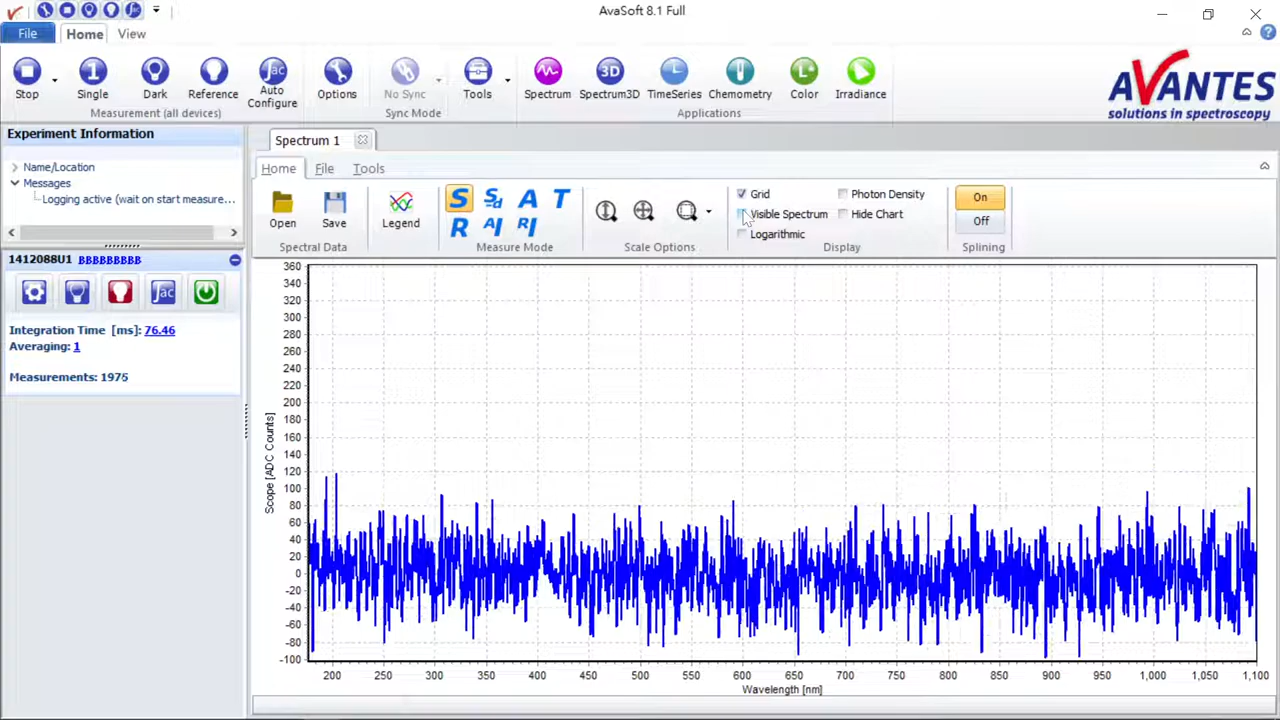 AvaSoft 8.1 Full
File
Home
View
Stop
Single
Dark
Reference
Auto
Configure
Options
No Sync
Tools
Spectrum
Spectrum3D
TimeSeries
Chemometry
Color
Irradiance
Measurement (all devices)
Sync Mode
Applications
AVANTES
solutions in spectroscopy
Experiment Information
Name/Location
Messages
Logging active (wait on start measure...
1412088U1 BBBBBBBBB
Integration Time [ms]: 76.46
Averaging: 1
Measurements: 1975
Spectrum 1
Home
File
Tools
Open
Save
Legend
S Sd A T
R AI RI
Grid
Photon Density
Visible Spectrum
Hide Chart
Logarithmic
On
Off
Spectral Data
Measure Mode
Scale Options
Display
Splining
360
340
320
300
280
260
240
220
200
180
160
140
120
100
80
60
40
20
0
-20
-40
-60
-80
-100
Scope [ADC Counts]
200 250 300 350 400 450 500 550 600 650 700 750 800 850 900 950 1,000 1,050 1,100
Wavelength [nm]